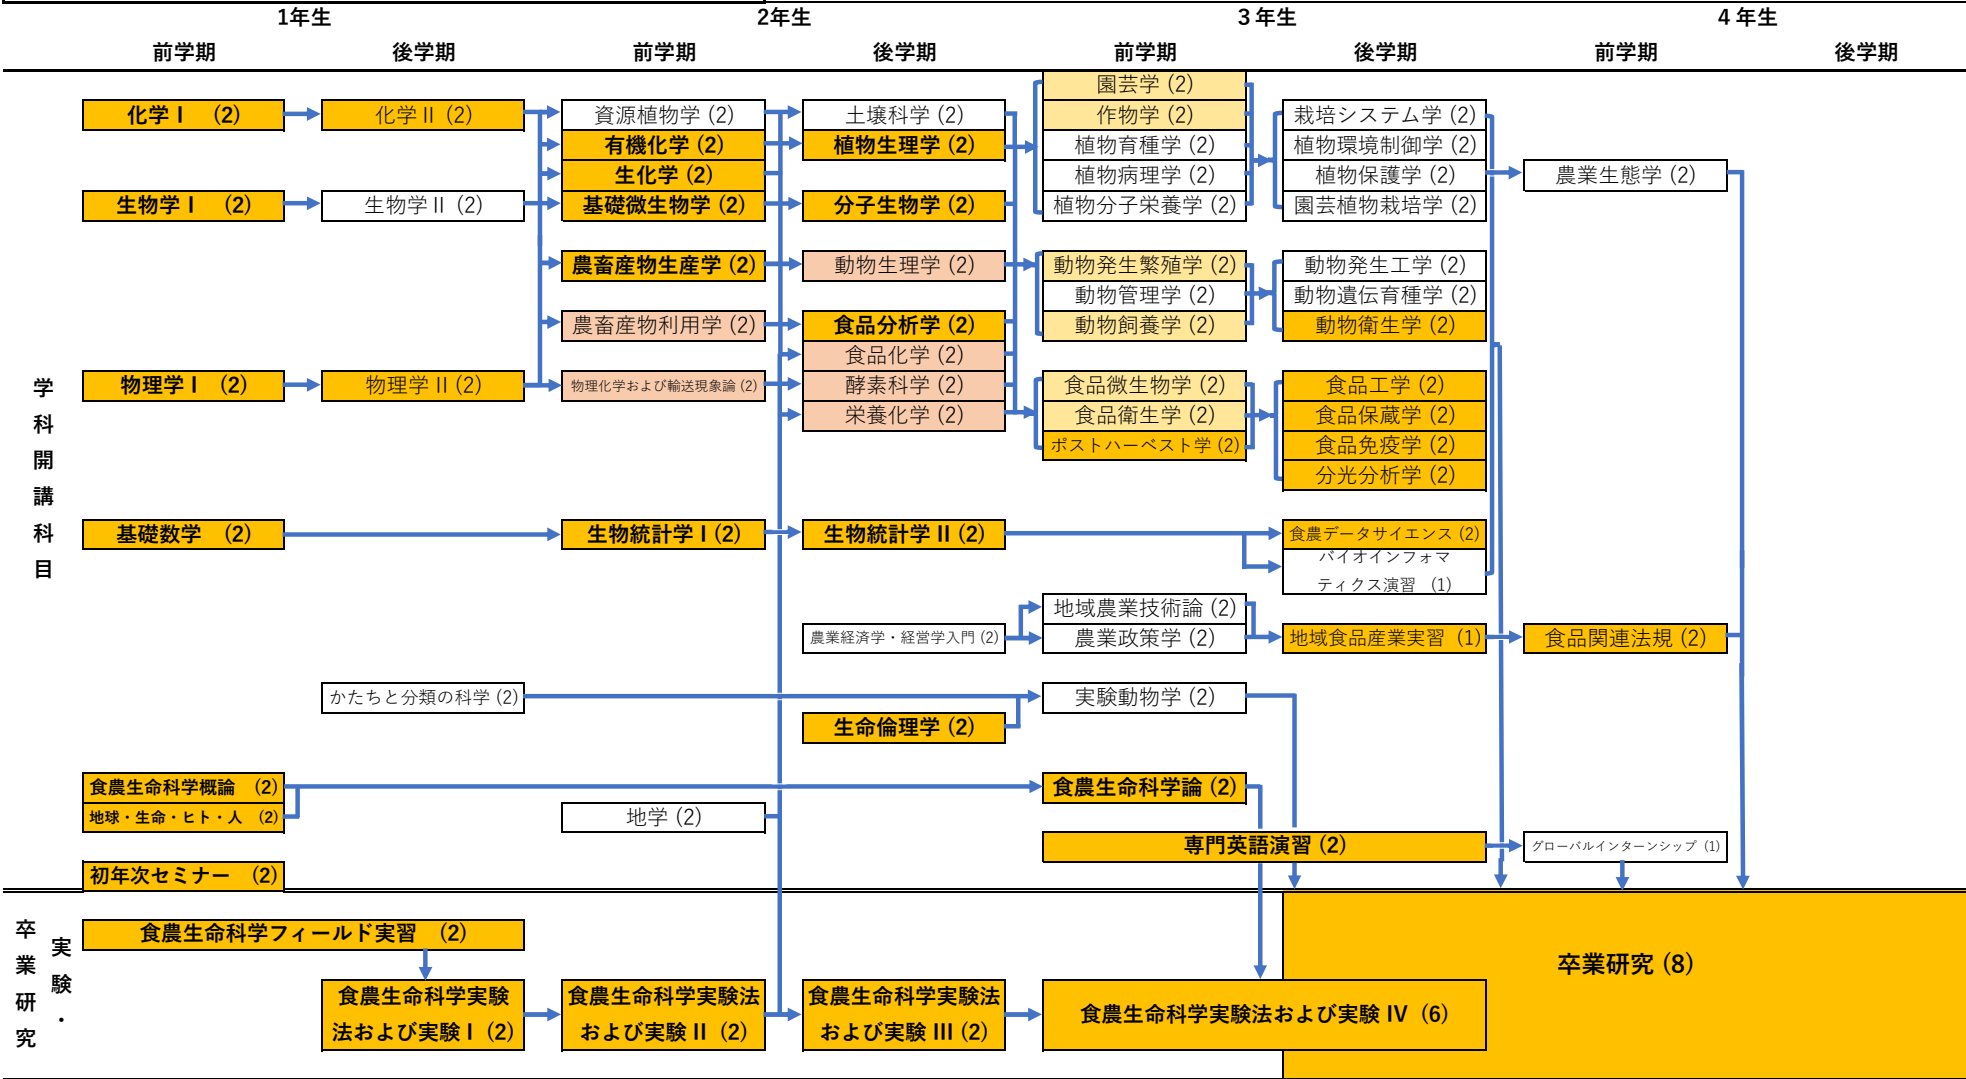 1年生 2年生 3年生 4年生
前学期 後学期 前学期 後学期 前学期 後学期 前学期 後学期
学科開講科目
園芸学 (2)
化学 I (2) 化学 II (2) 資源植物学 (2) 土壌科学 (2) 作物学 (2) 栽培システム学 (2)
有機化学 (2) 植物生理学 (2) 植物育種学 (2) 植物環境制御学 (2)
生化学 (2) 植物病理学 (2) 植物保護学 (2) 農業生態学 (2)
生物学 I (2) 生物学 II (2) 基礎微生物学 (2) 分子生物学 (2) 植物分子栄養学 (2) 園芸植物栽培学 (2)
農畜産物生産学 (2) 動物生理学 (2) 動物発生繁殖学 (2) 動物発生工学 (2)
動物管理学 (2) 動物遺伝育種学 (2)
農畜産物利用学 (2) 食品分析学 (2) 動物飼養学 (2) 動物衛生学 (2)
食品化学 (2)
物理学 I (2) 物理学 II (2) 物理化学および輸送現象論 (2) 酵素科学 (2) 食品微生物学 (2) 食品工学 (2)
栄養化学 (2) 食品衛生学 (2) 食品保蔵学 (2)
ポストハーベスト学 (2) 食品免疫学 (2)
分光分析学 (2)
基礎数学 (2) 生物統計学 I (2) 生物統計学 II (2) 食農データサイエンス (2)
バイオインフォマ
ティクス演習 (1)
地域農業技術論 (2)
農業経済学・経営学入門 (2) 農業政策学 (2) 地域食品産業実習 (1) 食品関連法規 (2)
かたちと分類の科学 (2) 実験動物学 (2)
生命倫理学 (2)
食農生命科学概論 (2) 食農生命科学論 (2)
地球・生命・ヒト・人 (2) 地学 (2)
専門英語演習 (2) グローバルインターンシップ (1)
初年次セミナー (2)
実験・
卒業研究
食農生命科学フィールド実習 (2)
卒業研究 (8)
食農生命科学実験 食農生命科学実験法 食農生命科学実験法
法および実験 I (2) および実験 II (2) および実験 III (2) 食農生命科学実験法および実験 IV (6)